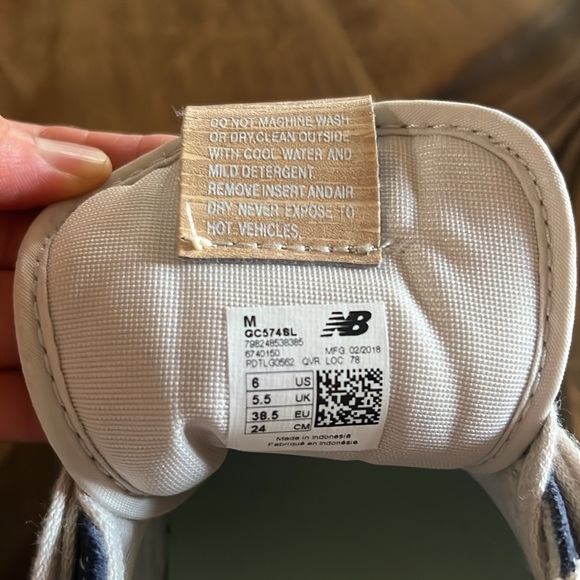 DO NOT MACHINE WASH
OR DRY.CLEAN OUTSIDE
WITH COOL WATER AND
MILD DETERGENT.
REMOVE INSERT AND AIR
DRY. NEVER EXPOSE TO
HOT VEHICLES.
M
GC574SL
NB
798248538385
6740150 MFG 02/2018
PDTLG0562 QVR LOC 78
6 US
5.5 UK
38.5 EU
24 CM
Made in Indonesia
Fabriqué en Indonésie